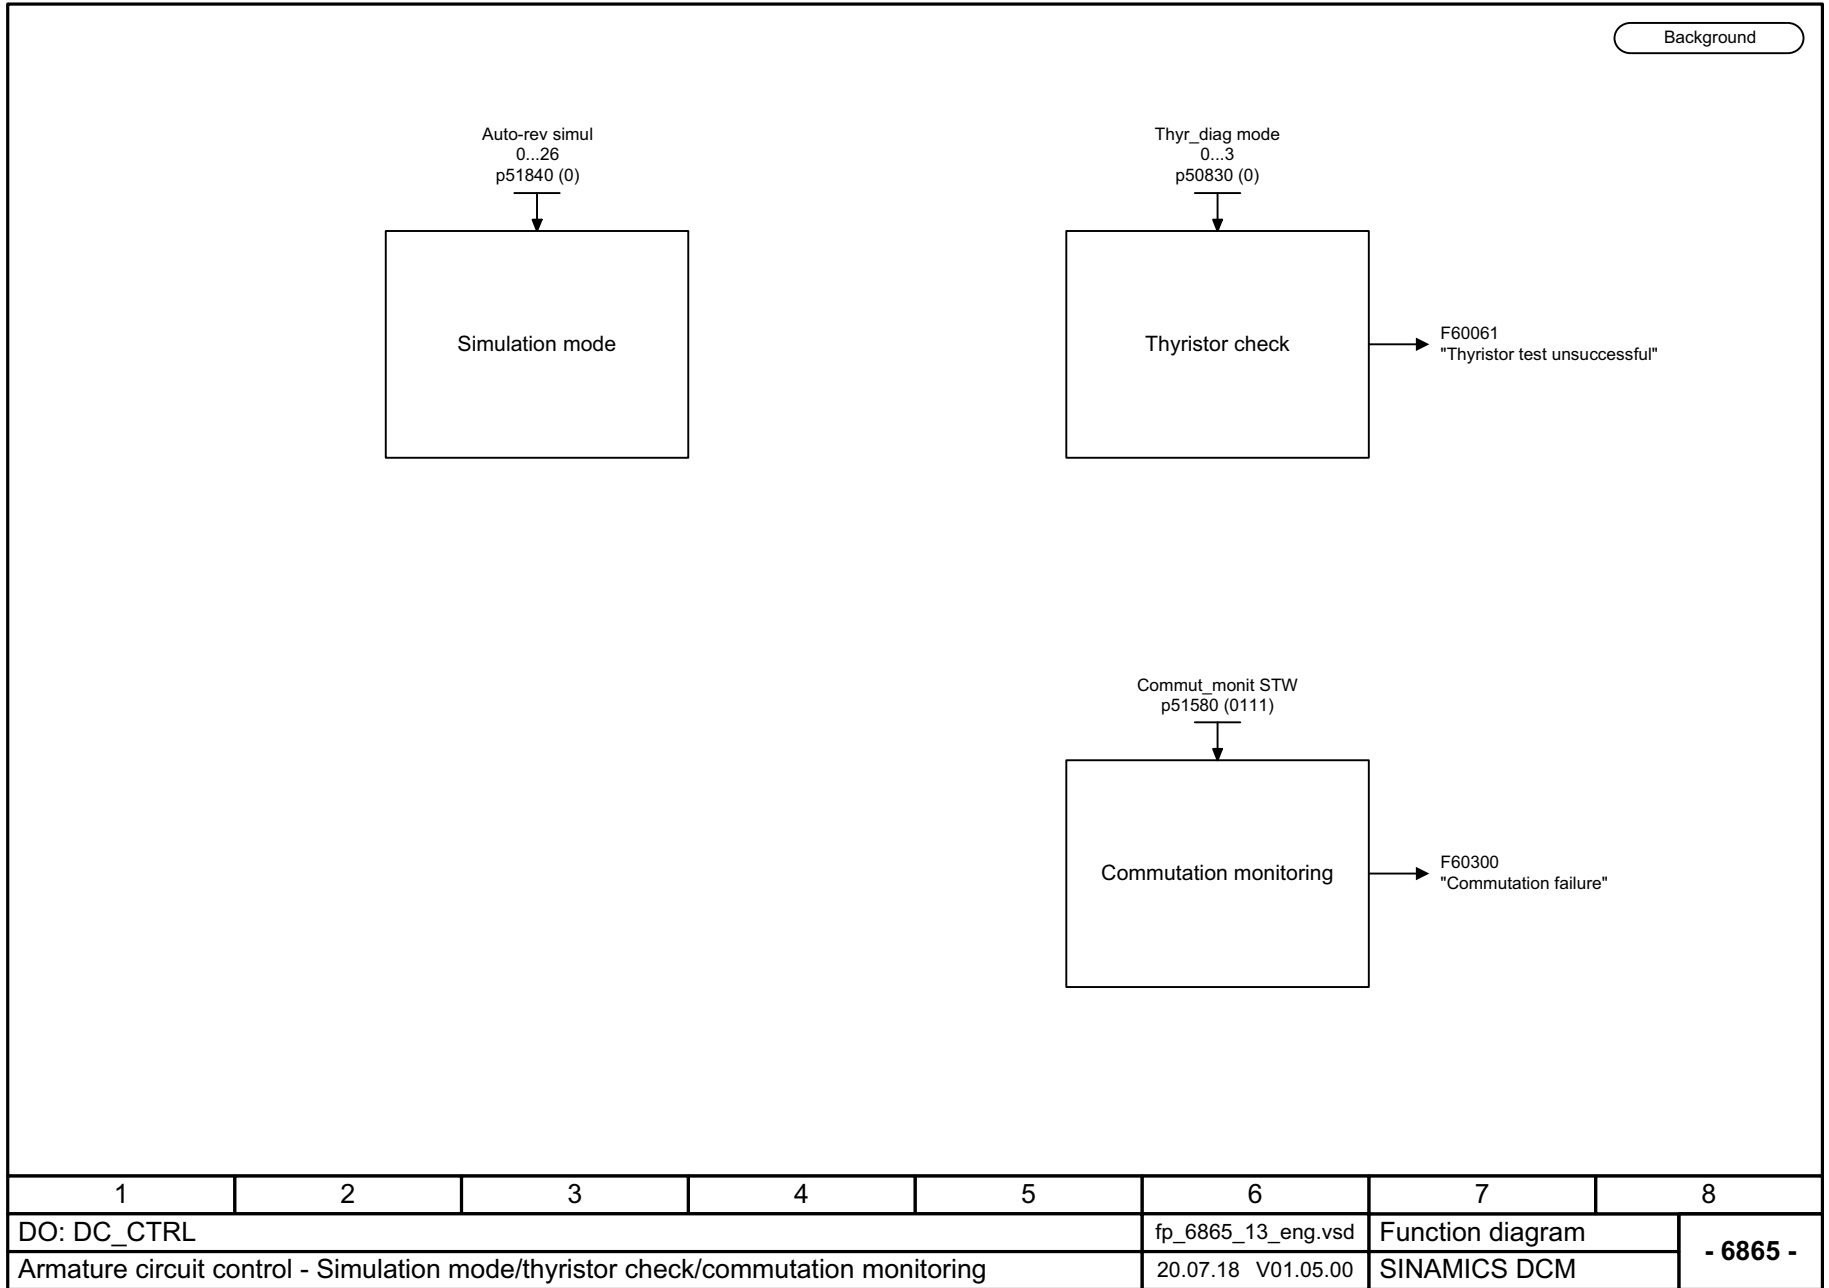 Background
Auto-rev simul
0...26
p51840 (0)
Thyr_diag mode
0...3
p50830 (0)
Simulation mode
Thyristor check
F60061
"Thyristor test unsuccessful"
Commut_monit STW
p51580 (0111)
Commutation monitoring
F60300
"Commutation failure"
1 2 3 4 5 6 7 8
DO: DC_CTRL fp_6865_13_eng.vsd Function diagram
- 6865 -
Armature circuit control - Simulation mode/thyristor check/commutation monitoring 20.07.18 V01.05.00 SINAMICS DCM